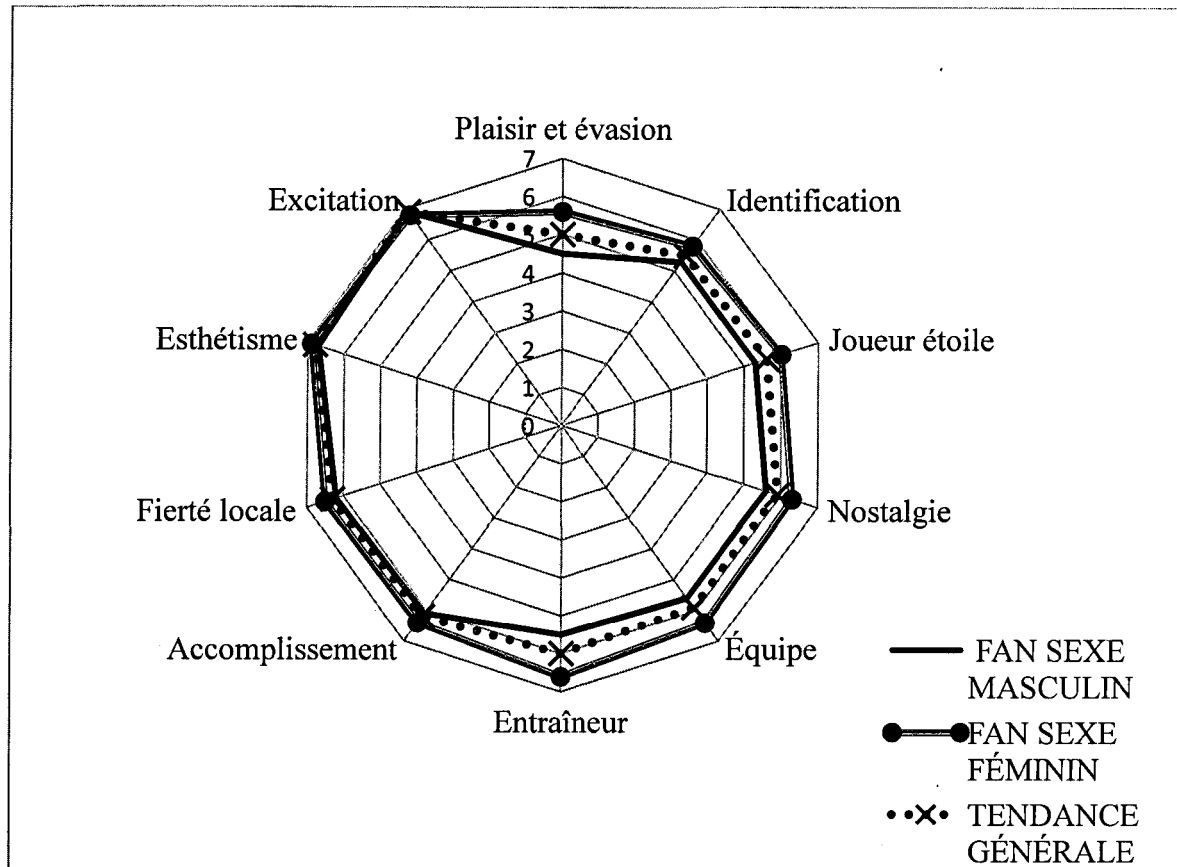 Plaisir et évasion
7
Excitation
6
Identification
5
4
3
Esthétisme
2
Joueur étoile
1
0
Fierté locale
Nostalgie
Accomplissement
Équipe
Entraîneur
FAN SEXE
MASCULIN
FAN SEXE
FÉMININ
TENDANCE
GÉNÉRALE